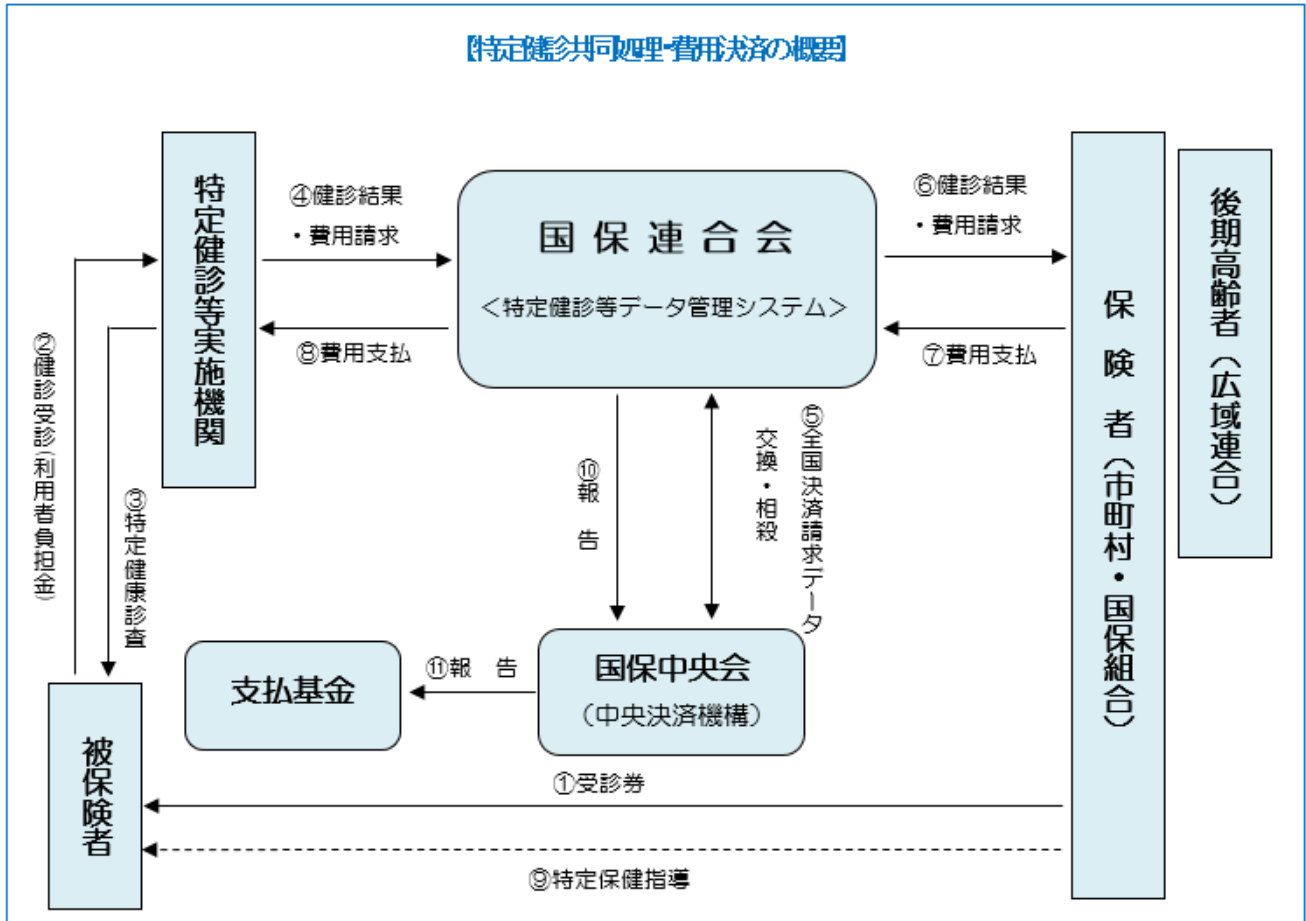 【特定健診共同処理・費用決済の概要】
特定健診等実施機関
④健診結果
・費用請求
国保連合会
＜特定健診等データ管理システム＞
⑥健診結果
・費用請求
保険者（市町村・国保組合）
後期高齢者（広域連合）
⑧費用支払
⑦費用支払
②健診受診（利用者負担金）
③特定健康診査
⑩報　告
⑤全国決済請求データ
交換・相殺
支払基金
⑪報　告
国保中央会
（中央決済機構）
被保険者
①受診券
⑨特定保健指導